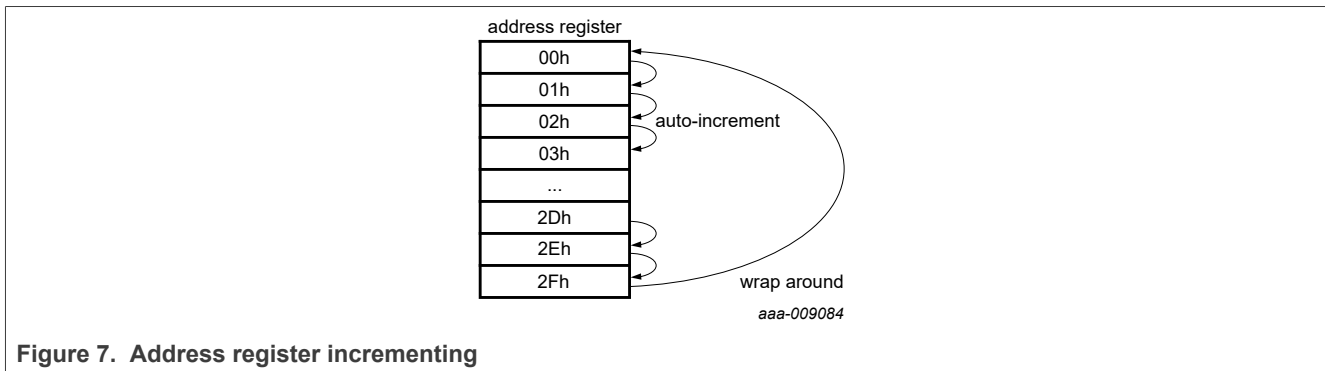 address register
00h
01h
02h
auto-increment
03h
...
2Dh
2Eh
2Fh
wrap around
aaa-009084
Figure 7. Address register incrementing